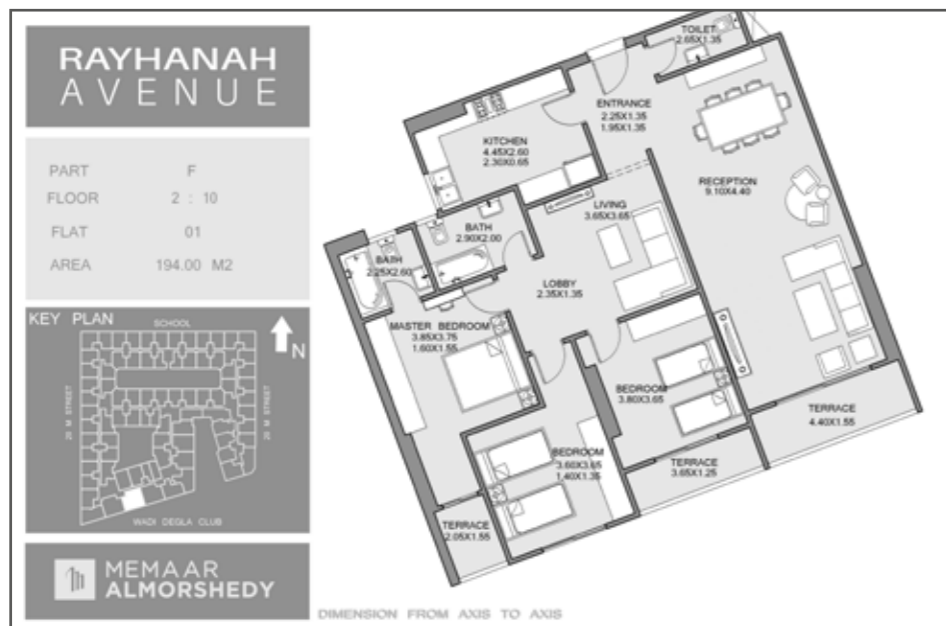 RAYHANAH
AVENUE
PART F
FLOOR 2 : 10
FLAT 01
AREA 194.00 M2
KEY PLAN
SCHOOL
N
20 M STREET
20 M STREET
WADI DEGLA CLUB
MEMAAR
ALMORSHEDY
TOILET
2.65X1.35
ENTRANCE
2.25X1.35
1.95X1.35
KITCHEN
4.45X2.60
2.30X0.65
RECEPTION
9.10X4.40
LIVING
3.65X3.65
BATH
2.90X2.00
BATH
2.25X2.60
LOBBY
2.35X1.35
MASTER BEDROOM
3.85X3.75
1.60X1.55
BEDROOM
3.80X3.65
TERRACE
4.40X1.55
BEDROOM
3.60X3.65
1.40X1.35
TERRACE
3.65X1.25
TERRACE
2.05X1.55
DIMENSION FROM AXIS TO AXIS